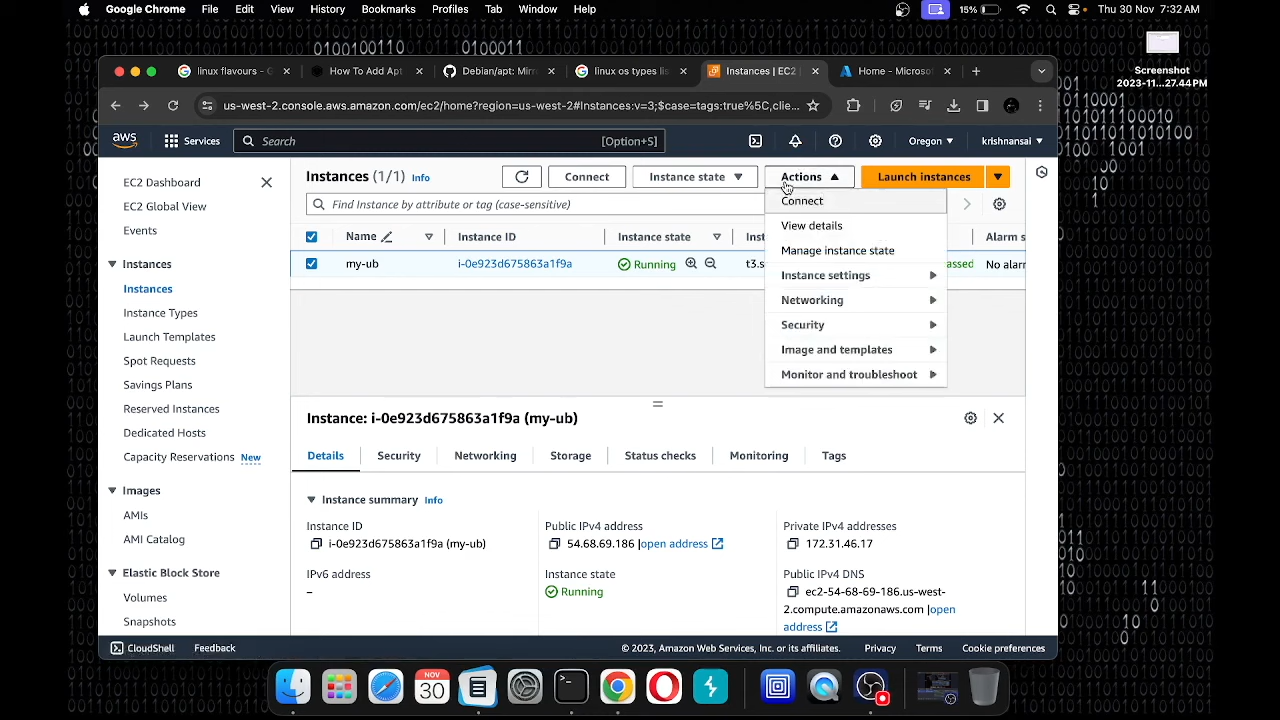 Google Chrome File Edit View History Bookmarks Profiles Tab Window Help 15% Thu 30 Nov 7:32 AM
Screenshot
2023-11...27.44 PM
linux flavours - G
How To Add Apt
Debian/apt: Mirr
linux os types lis
Instances | EC2
Home - Microso
us-west-2.console.aws.amazon.com/ec2/home?region=us-west-2#Instances:v=3;$case=tags:true%5C,clie...
aws Services Search [Option+S] Oregon krishnansai
EC2 Dashboard
EC2 Global View
Events
Instances
Instances
Instance Types
Launch Templates
Spot Requests
Savings Plans
Reserved Instances
Dedicated Hosts
Capacity Reservations New
Images
AMIs
AMI Catalog
Elastic Block Store
Volumes
Snapshots
Instances (1/1) Info Connect Instance state Actions Launch instances
Find Instance by attribute or tag (case-sensitive)
Name Instance ID Instance state Inst Alarm s
my-ub i-0e923d675863a1f9a Running t3.s assed No alarm
Connect
View details
Manage instance state
Instance settings
Networking
Security
Image and templates
Monitor and troubleshoot
Instance: i-0e923d675863a1f9a (my-ub)
Details Security Networking Storage Status checks Monitoring Tags
Instance summary Info
Instance ID
i-0e923d675863a1f9a (my-ub)
IPv6 address
–
Public IPv4 address
54.68.69.186 |open address
Instance state
Running
Private IPv4 addresses
172.31.46.17
Public IPv4 DNS
ec2-54-68-69-186.us-west-
2.compute.amazonaws.com |open
address
CloudShell Feedback © 2023, Amazon Web Services, Inc. or its affiliates. Privacy Terms Cookie preferences
NOV
30